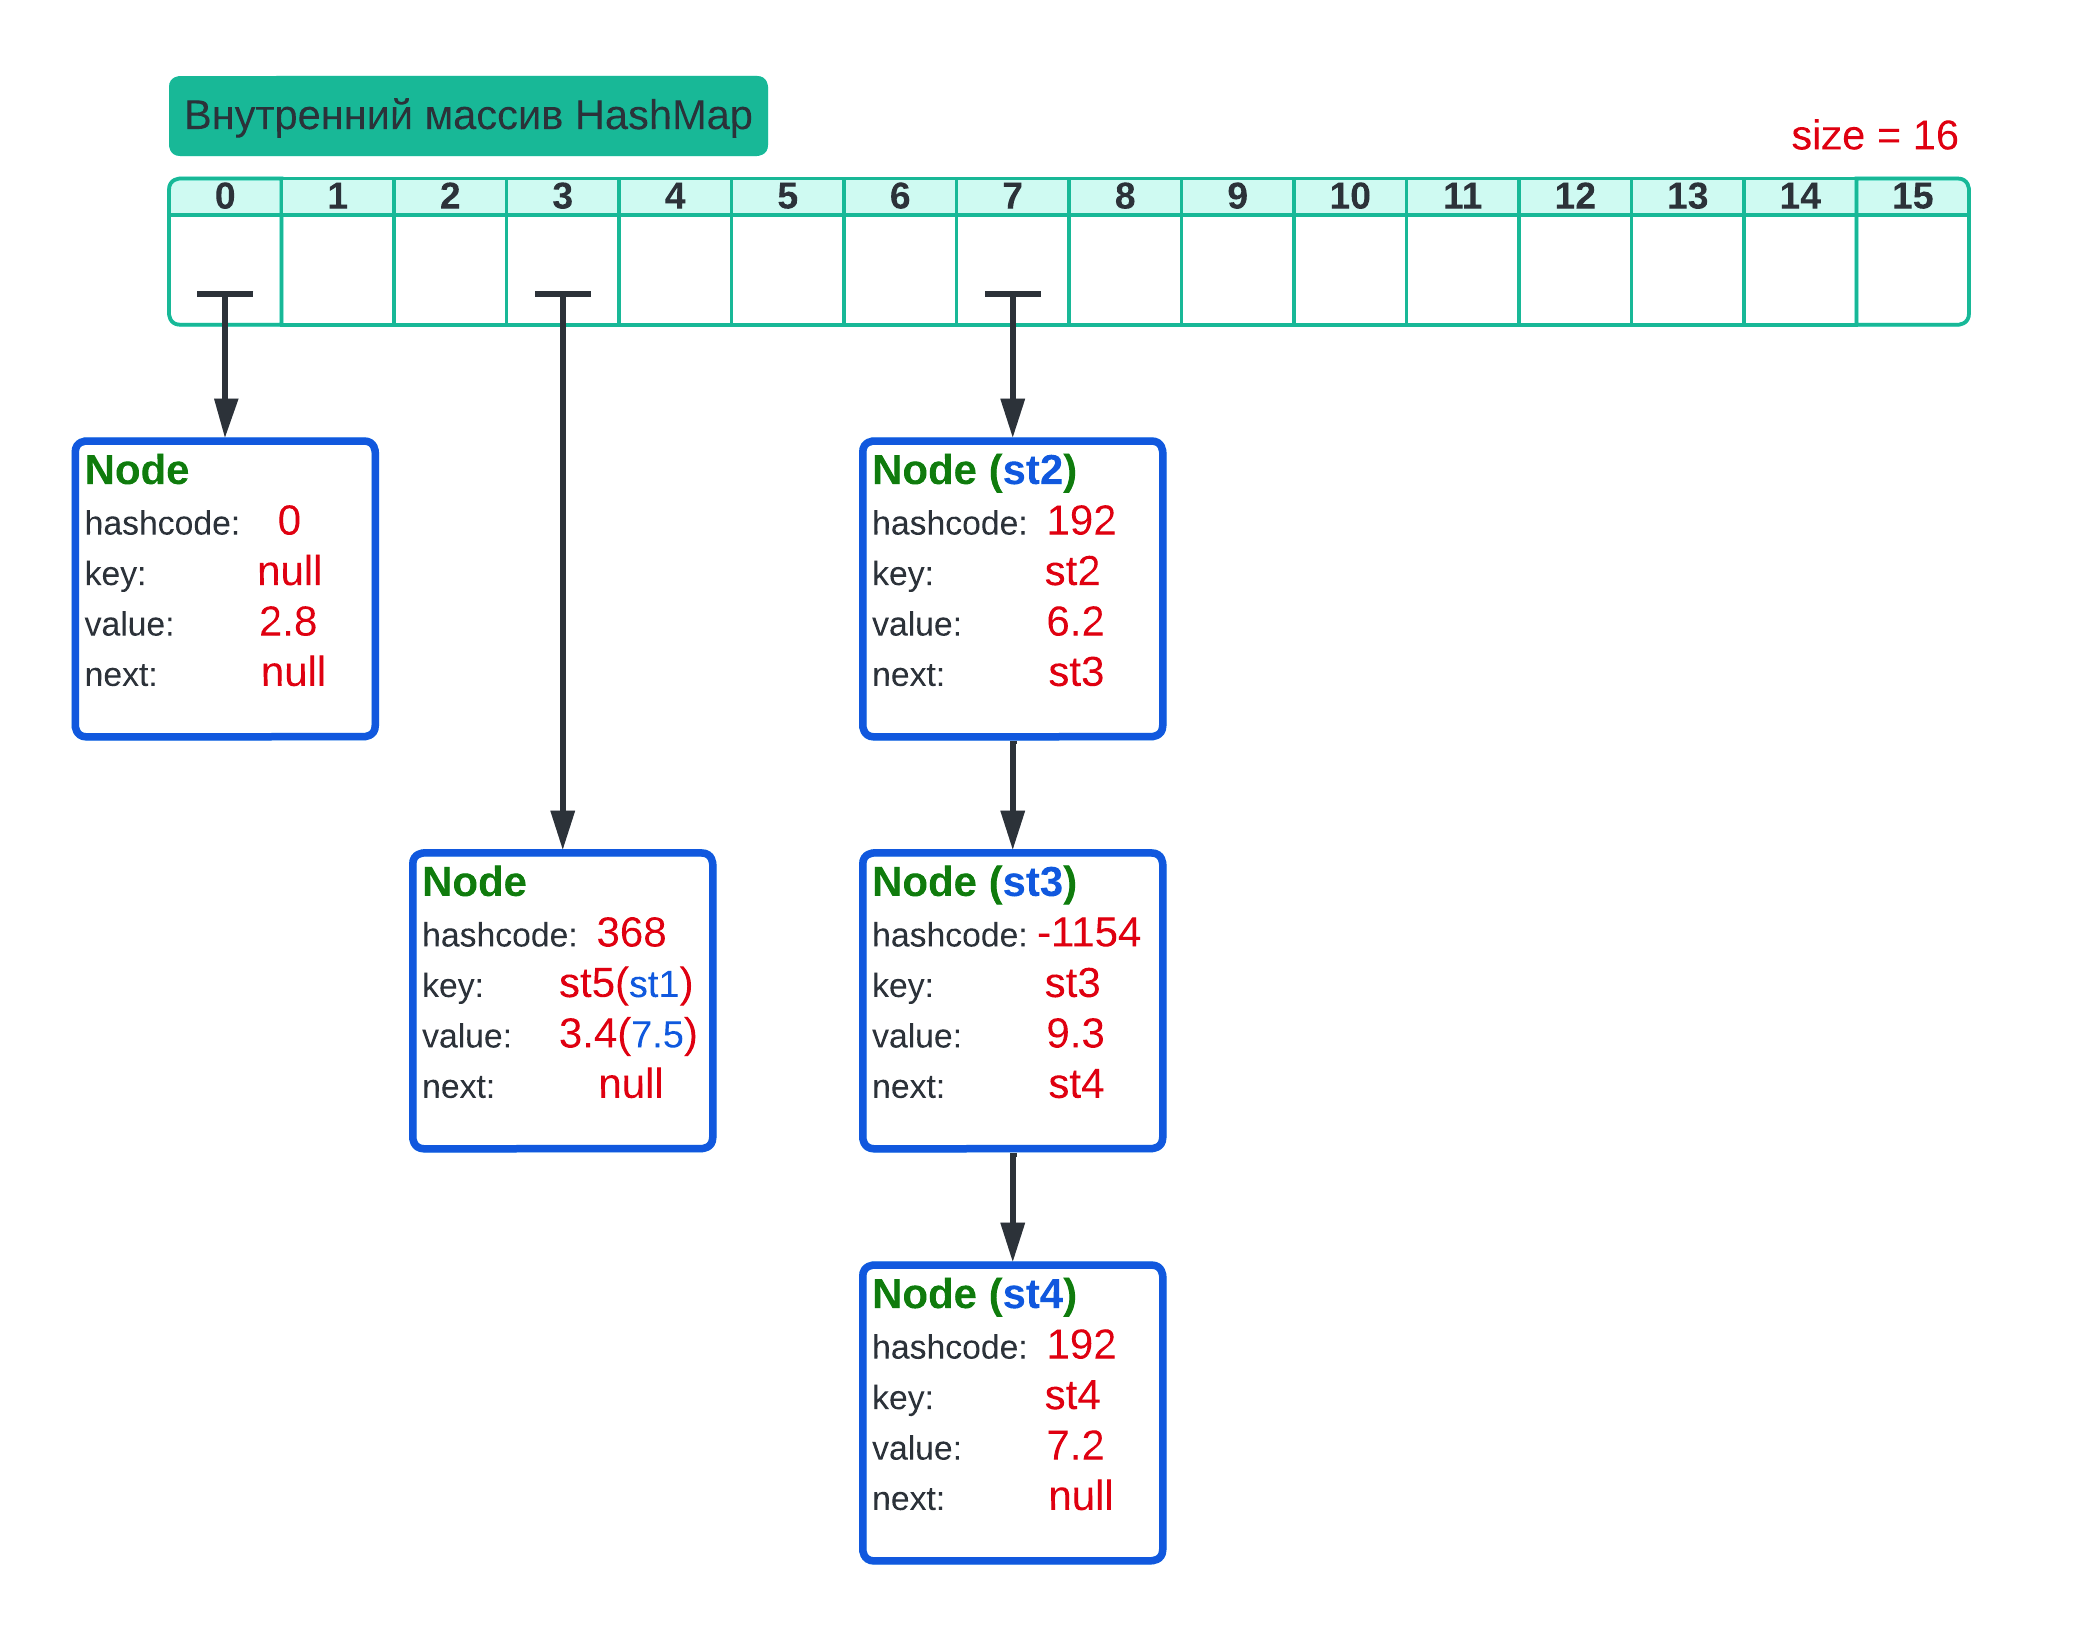 Внутренний массив HashMap
size = 16
0 1 2 3 4 5 6 7 8 9 10 11 12 13 14 15
Node
hashcode: 0
key: null
value: 2.8
next: null
Node (st2)
hashcode: 192
key: st2
value: 6.2
next: st3
Node
hashcode: 368
key: st5(st1)
value: 3.4(7.5)
next: null
Node (st3)
hashcode: -1154
key: st3
value: 9.3
next: st4
Node (st4)
hashcode: 192
key: st4
value: 7.2
next: null